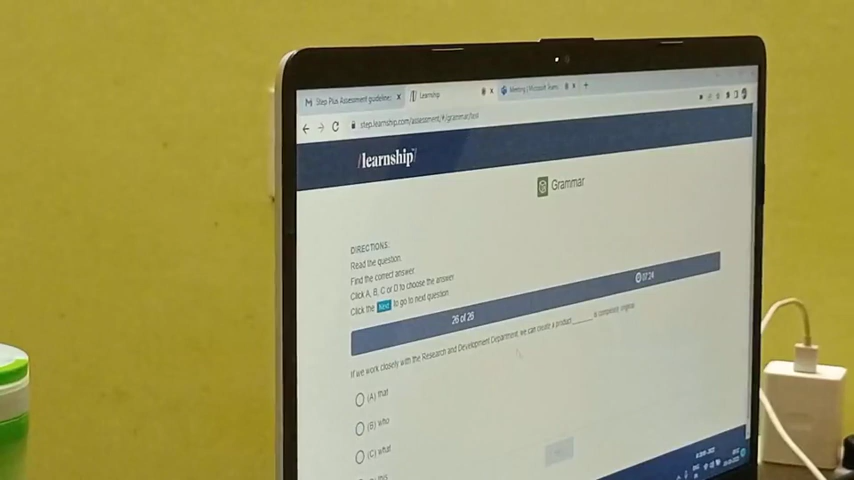 Step Plus Assessment guideline
Learnship
Meeting | Microsoft Teams
step.learnship.com/assessment/#/grammar/test
/learnship/
Grammar
DIRECTIONS:
Read the question.
Find the correct answer.
Click A, B, C or D to choose the answer
Click the Next to go to next question
26 of 26
07:24
If we work closely with the Research and Development Department, we can create a product ______ is completely original.
(A) that
(B) who
(C) what
this